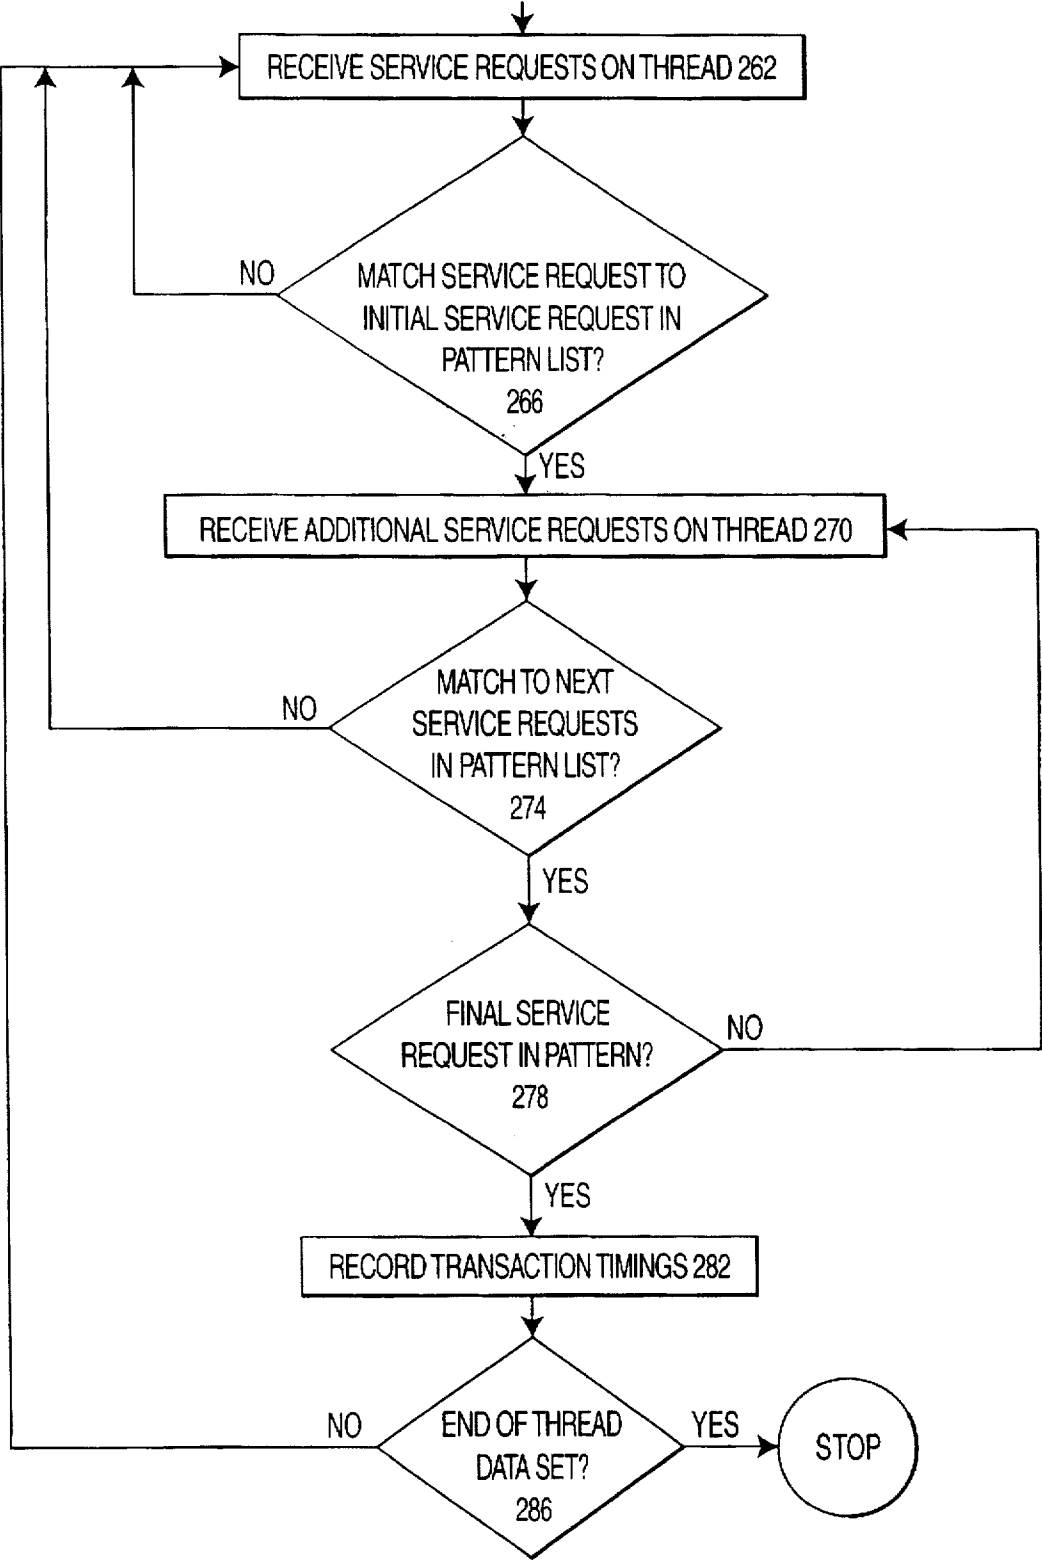 RECEIVE SERVICE REQUESTS ON THREAD 262
NO
MATCH SERVICE REQUEST TO
INITIAL SERVICE REQUEST IN
PATTERN LIST?
266
YES
RECEIVE ADDITIONAL SERVICE REQUESTS ON THREAD 270
NO
MATCH TO NEXT
SERVICE REQUESTS
IN PATTERN LIST?
274
YES
FINAL SERVICE
REQUEST IN PATTERN?
278
NO
YES
RECORD TRANSACTION TIMINGS 282
NO
END OF THREAD
DATA SET?
286
YES
STOP